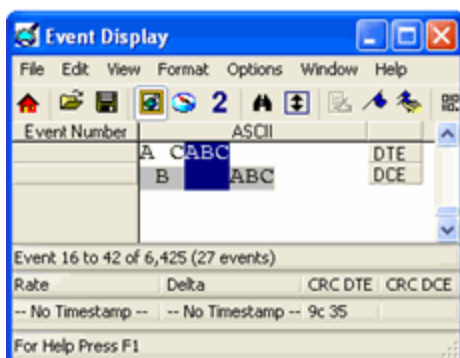 Event Display
File Edit View Format Options Window Help
2
Event Number ASCII
A CABC DTE
B ABC DCE
Event 16 to 42 of 6,425 (27 events)
Rate Delta CRC DTE CRC DCE
-- No Timestamp -- -- No Timestamp -- 9c 35
For Help Press F1